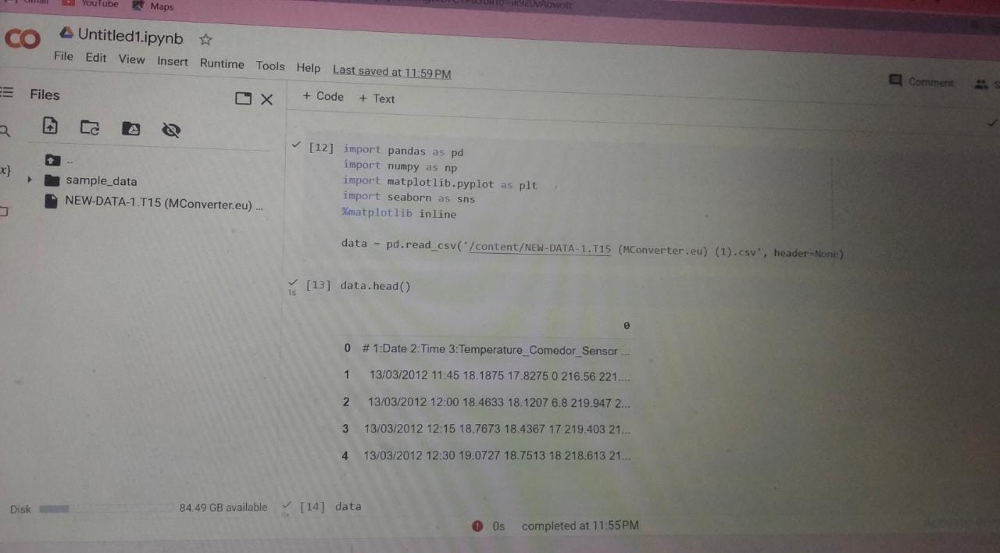 Gmail YouTube Maps
CO Untitled1.ipynb
File Edit View Insert Runtime Tools Help Last saved at 11:59 PM
Comment
Files
+ Code + Text
..
sample_data
NEW-DATA-1.T15 (MConverter.eu) ...
{x}
[12] import pandas as pd
import numpy as np
import matplotlib.pyplot as plt
import seaborn as sns
%matplotlib inline
data = pd.read_csv('/content/NEW-DATA-1.T15 (MConverter.eu) (1).csv', header=None)
1s [13] data.head()
0
0 # 1:Date 2:Time 3:Temperature_Comedor_Sensor ...
1 13/03/2012 11:45 18.1875 17.8275 0 216.56 221....
2 13/03/2012 12:00 18.4633 18.1207 6.8 219.947 2...
3 13/03/2012 12:15 18.7673 18.4367 17 219.403 21...
4 13/03/2012 12:30 19.0727 18.7513 18 218.613 21...
Disk 84.49 GB available
0s [14] data
0s completed at 11:55 PM